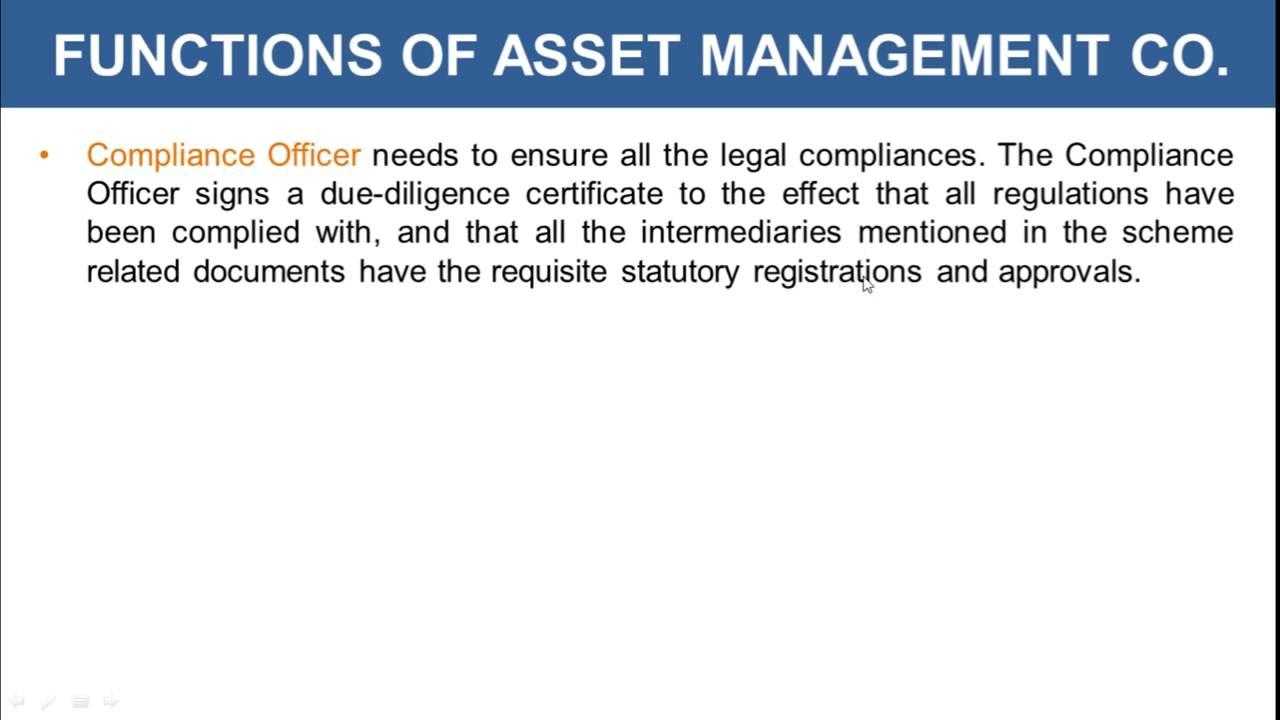 FUNCTIONS OF ASSET MANAGEMENT CO.
• Compliance Officer needs to ensure all the legal compliances. The Compliance
Officer signs a due-diligence certificate to the effect that all regulations have
been complied with, and that all the intermediaries mentioned in the scheme
related documents have the requisite statutory registrations and approvals.